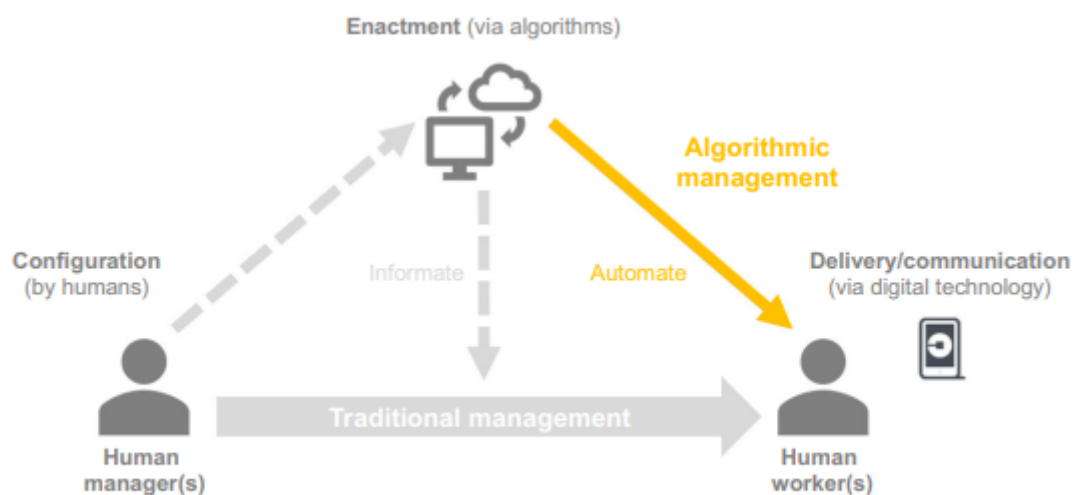 Enactment (via algorithms)
Algorithmic
management
Configuration
(by humans)
Informate
Automate
Delivery/communication
(via digital technology)
Traditional management
Human
manager(s)
Human
worker(s)